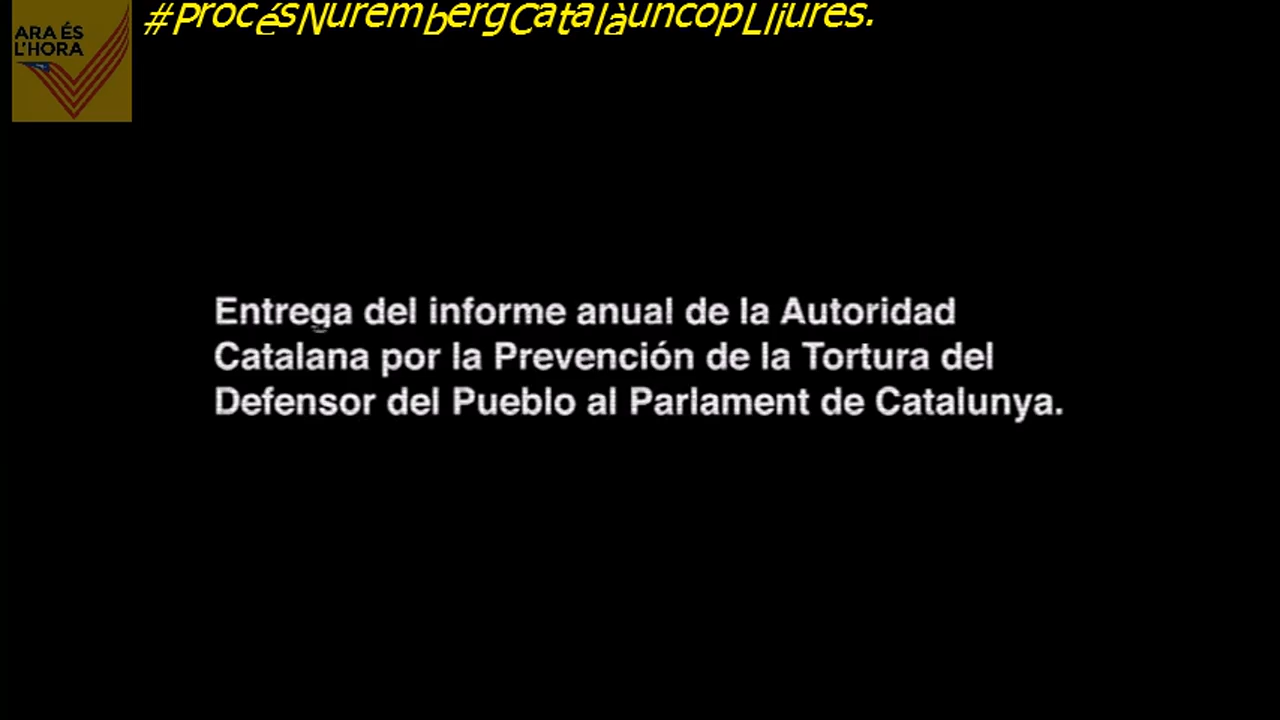 #ProcésNurembergCatalàuncopLliures.
ARA ÉS
L'HORA
Entrega del informe anual de la Autoridad
Catalana por la Prevención de la Tortura del
Defensor del Pueblo al Parlament de Catalunya.